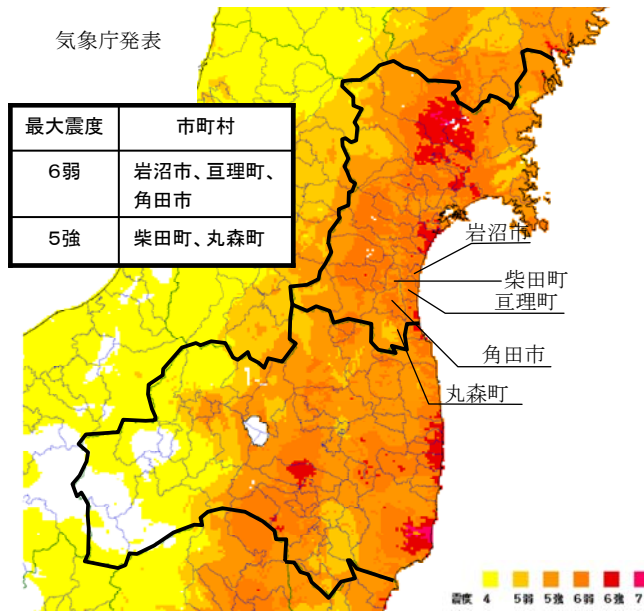 気象庁発表
最大震度 市町村
6弱 岩沼市、亘理町、
角田市
5強 柴田町、丸森町
岩沼市
柴田町
亘理町
角田市
丸森町
震度 4 5弱 5強 6弱 6強 7